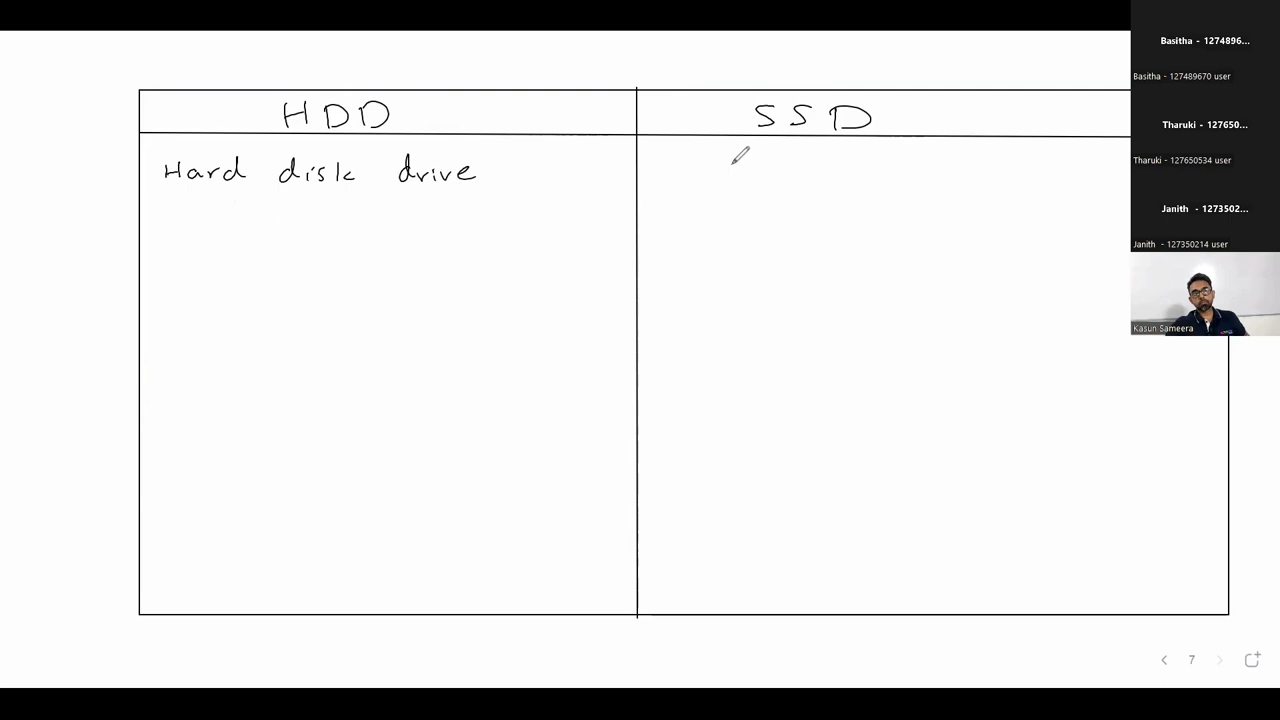 HDD
SSD
Hard disk drive
Basitha - 1274896...
Basitha - 127489670 user
Tharuki - 127650...
Tharuki - 127650534 user
Janith - 1273502...
Janith - 127350214 user
Kasun Sameera
7